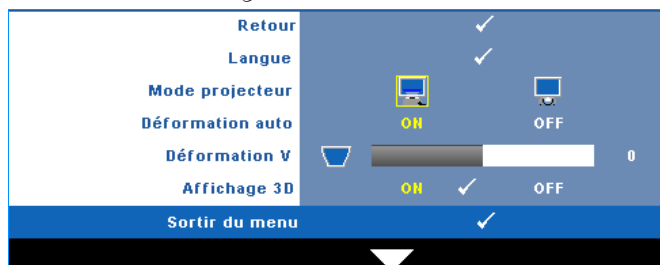 Retour
Langue
Mode projecteur
Déformation auto ON OFF
Déformation V 0
Affichage 3D ON OFF
Sortir du menu